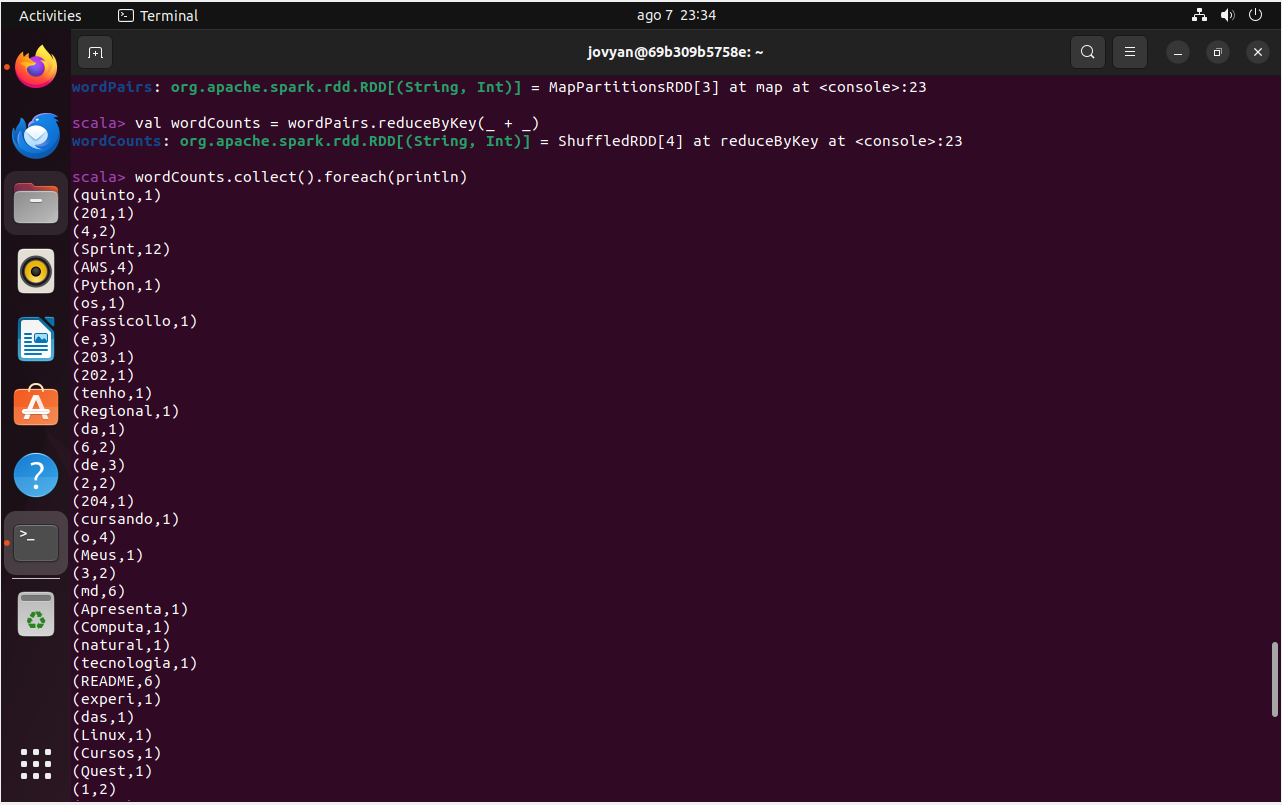 Activities
Terminal
ago 7 23:34
jovyan@69b309b5758e: ~
wordPairs: org.apache.spark.rdd.RDD[(String, Int)] = MapPartitionsRDD[3] at map at <console>:23
scala> val wordCounts = wordPairs.reduceByKey(_ + _)
wordCounts: org.apache.spark.rdd.RDD[(String, Int)] = ShuffledRDD[4] at reduceByKey at <console>:23
scala> wordCounts.collect().foreach(println)
(quinto,1)
(201,1)
(4,2)
(Sprint,12)
(AWS,4)
(Python,1)
(os,1)
(Fassicollo,1)
(e,3)
(203,1)
(202,1)
(tenho,1)
(Regional,1)
(da,1)
(6,2)
(de,3)
(2,2)
(204,1)
(cursando,1)
(o,4)
(Meus,1)
(3,2)
(md,6)
(Apresenta,1)
(Computa,1)
(natural,1)
(tecnologia,1)
(README,6)
(experi,1)
(das,1)
(Linux,1)
(Cursos,1)
(Quest,1)
(1,2)